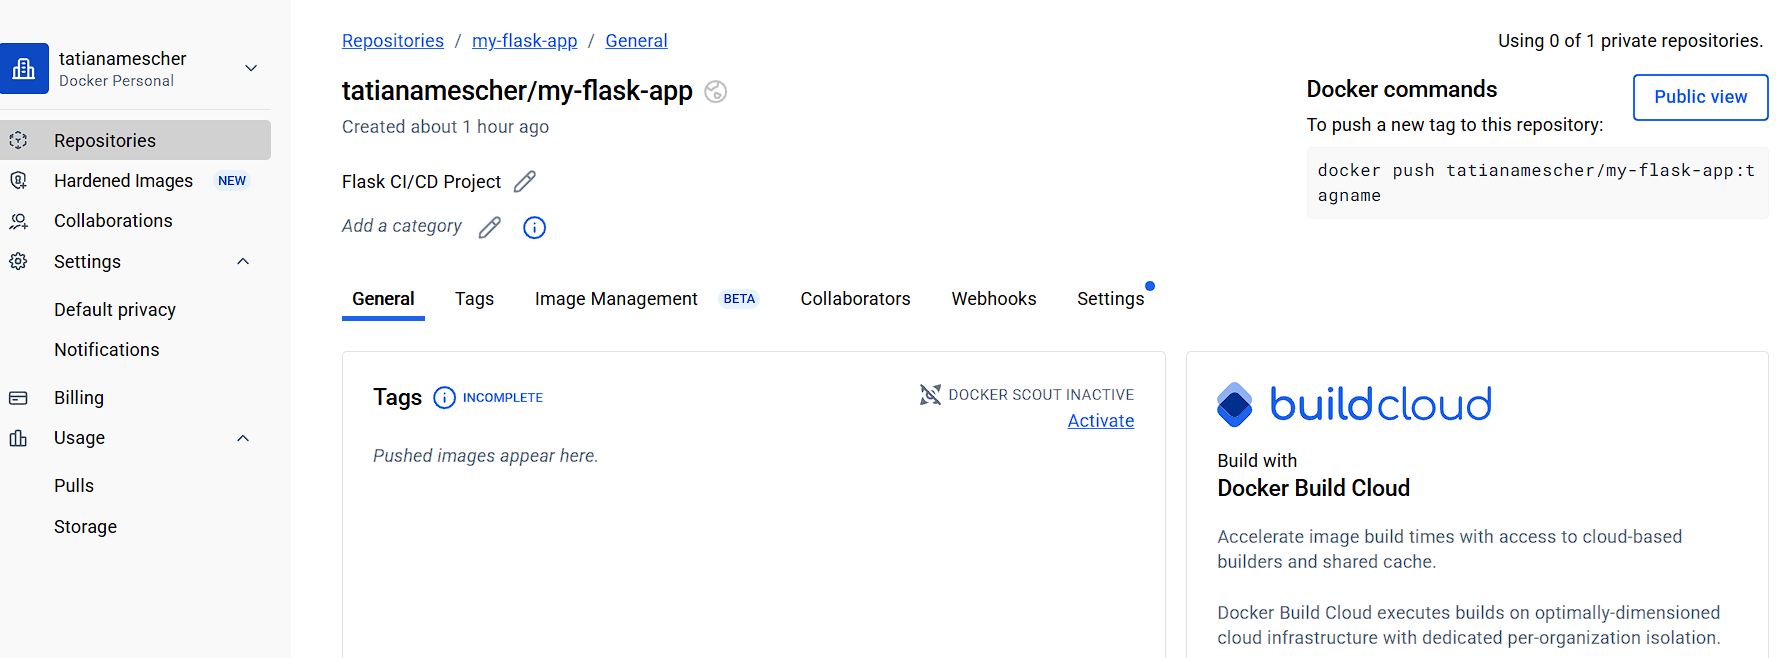 tatianamescher
Docker Personal
Repositories
Hardened Images NEW
Collaborations
Settings
Default privacy
Notifications
Billing
Usage
Pulls
Storage
Repositories / my-flask-app / General
Using 0 of 1 private repositories.
tatianamescher/my-flask-app
Created about 1 hour ago
Flask CI/CD Project
Add a category
Docker commands
Public view
To push a new tag to this repository:
docker push tatianamescher/my-flask-app:t
agname
General Tags Image Management BETA Collaborators Webhooks Settings
Tags INCOMPLETE
DOCKER SCOUT INACTIVE
Activate
Pushed images appear here.
buildcloud
Build with
Docker Build Cloud
Accelerate image build times with access to cloud-based
builders and shared cache.
Docker Build Cloud executes builds on optimally-dimensioned
cloud infrastructure with dedicated per-organization isolation.